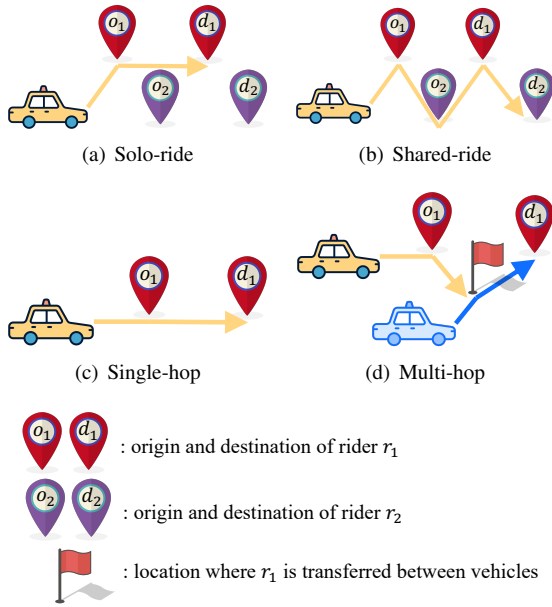 o₁ d₁
o₂ d₂
(a) Solo-ride
o₁ d₁
o₂ d₂
(b) Shared-ride
o₁ d₁
(c) Single-hop
o₁ d₁
(d) Multi-hop
o₁ d₁ : origin and destination of rider r₁
o₂ d₂ : origin and destination of rider r₂
: location where r₁ is transferred between vehicles